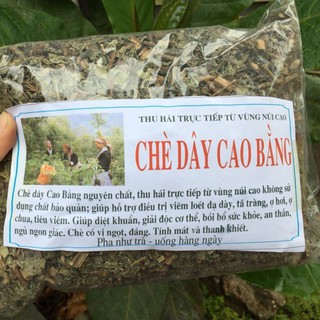 THU HÁI TRỰC TIẾP TỪ VÙNG NÚI CAO
CHÈ DÂY CAO BẰNG
Chè dây Cao Bằng nguyên chất, thu hái trực tiếp từ vùng núi cao không sử
dụng chất bảo quản; giúp hỗ trợ điều trị viêm loét dạ dày, tá tràng, ợ hơi, ợ
chua, tiêu viêm. Giúp diệt khuẩn, giải độc cơ thể, bồi bổ sức khỏe, an thần,
ngủ ngon giấc. Chè có vị ngọt, đắng. Tính mát và thanh khiết.
Pha như trà - uống hàng ngày